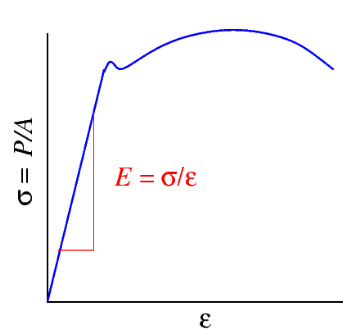 σ = P/A
E = σ/ε
ε